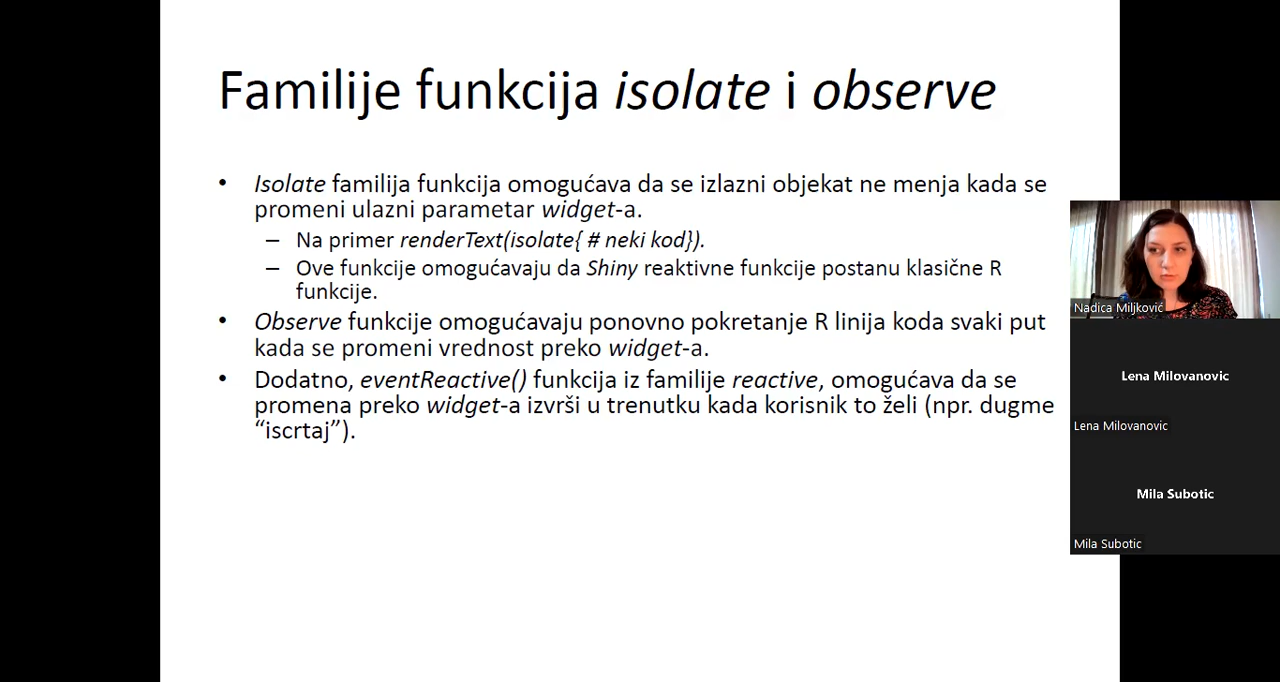 Familije funkcija isolate i observe
• Isolate familija funkcija omogućava da se izlazni objekat ne menja kada se
promeni ulazni parametar widget-a.
– Na primer renderText(isolate{ # neki kod}).
– Ove funkcije omogućavaju da Shiny reaktivne funkcije postanu klasične R
funkcije.
• Observe funkcije omogućavaju ponovno pokretanje R linija koda svaki put
kada se promeni vrednost preko widget-a.
• Dodatno, eventReactive() funkcija iz familije reactive, omogućava da se
promena preko widget-a izvrši u trenutku kada korisnik to želi (npr. dugme
“iscrtaj”).
Nadica Miljković
Lena Milovanovic
Lena Milovanovic
Mila Subotic
Mila Subotic